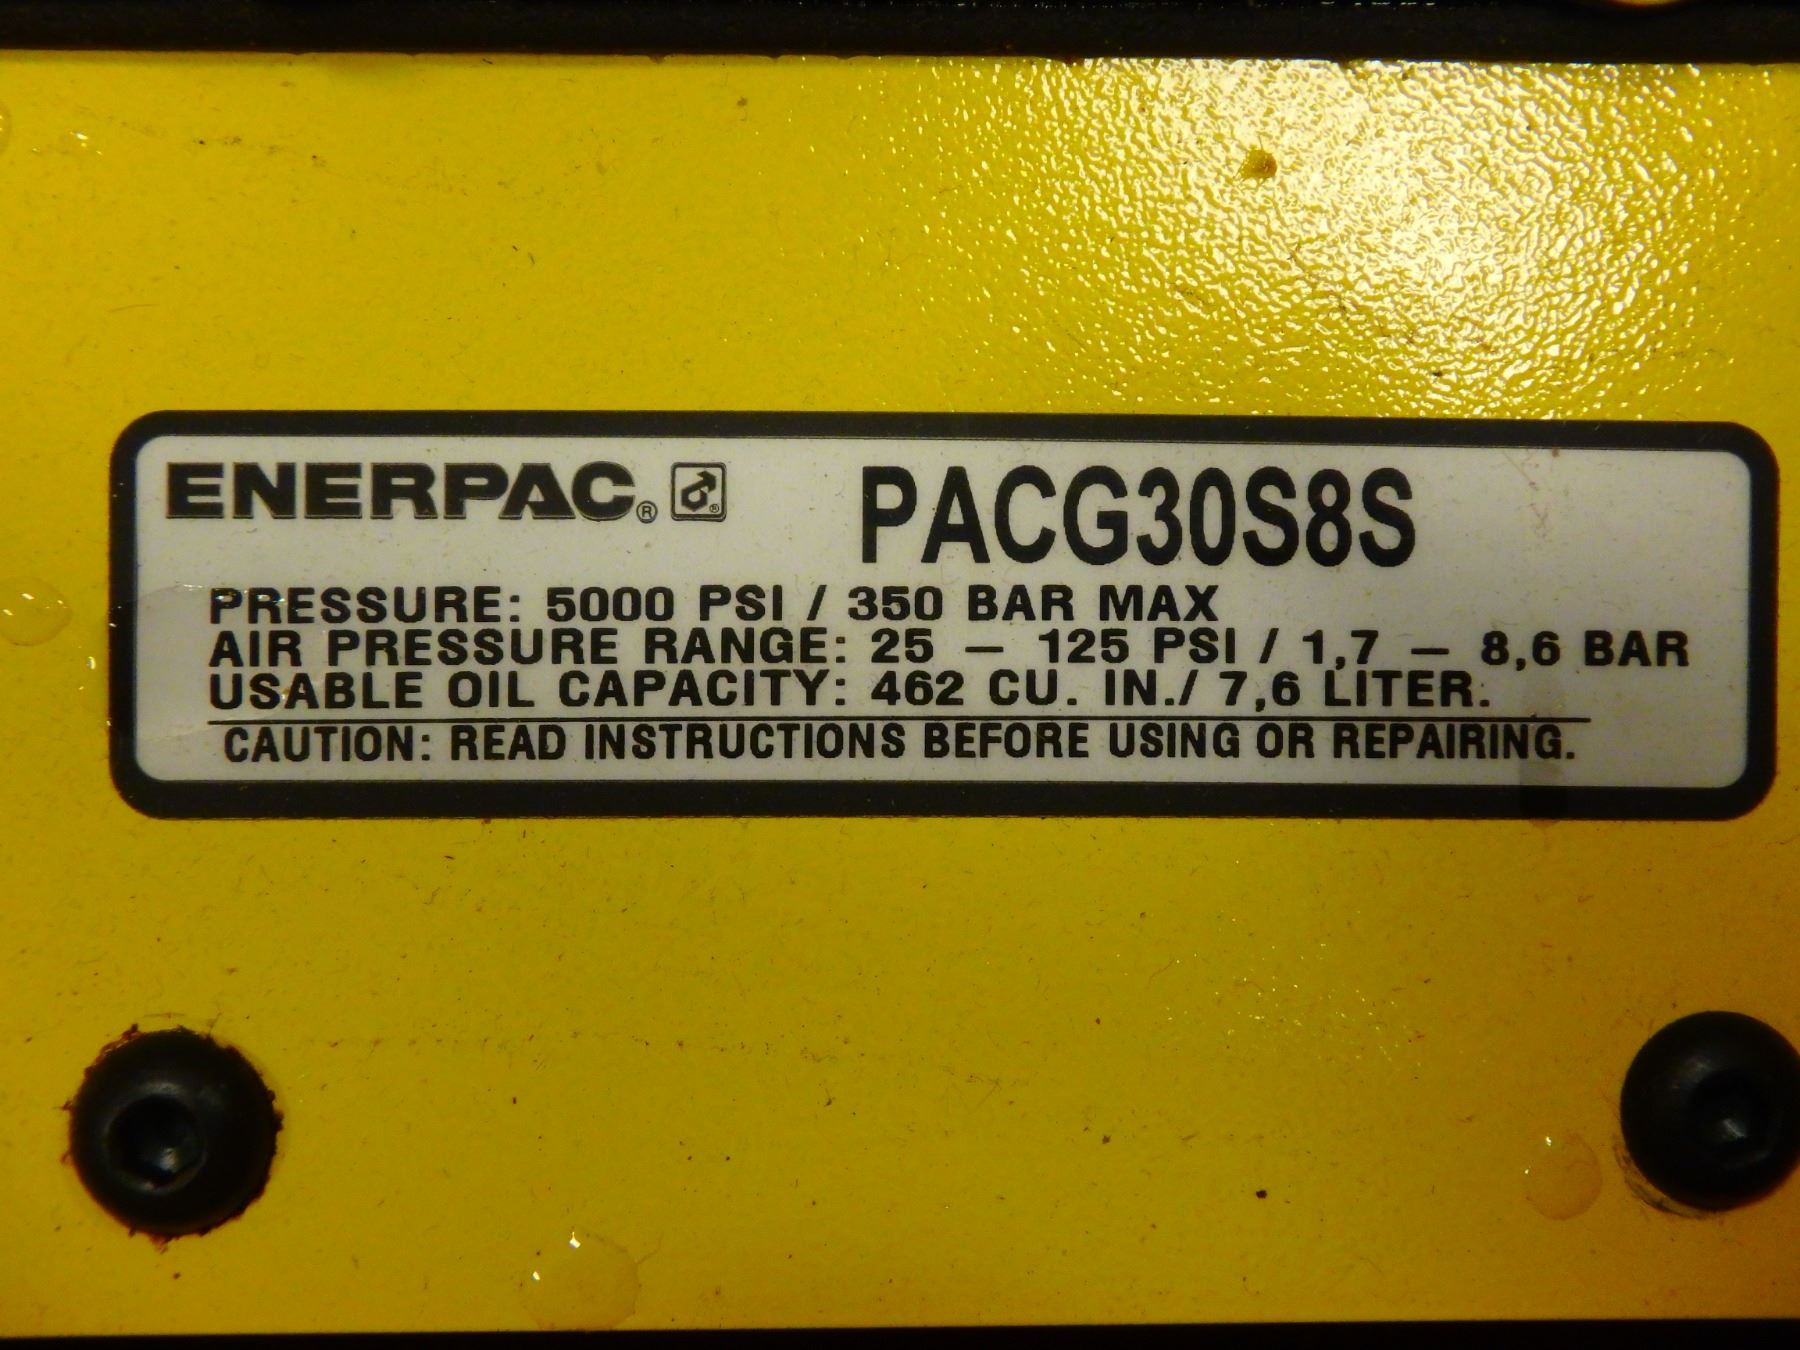 ENERPAC® PACG30S8S
PRESSURE: 5000 PSI / 350 BAR MAX
AIR PRESSURE RANGE: 25 – 125 PSI / 1,7 – 8,6 BAR
USABLE OIL CAPACITY: 462 CU. IN./ 7,6 LITER.
CAUTION: READ INSTRUCTIONS BEFORE USING OR REPAIRING.